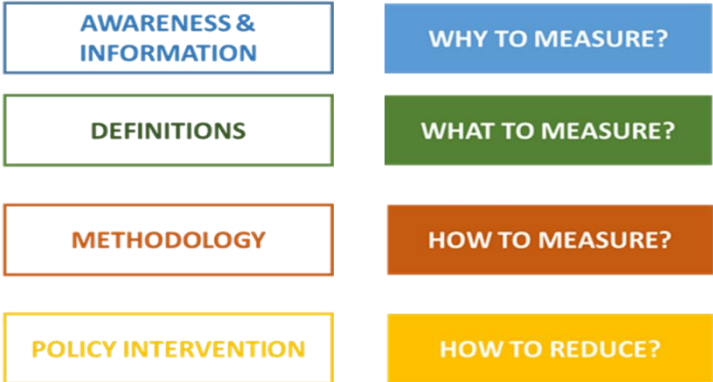 AWARENESS &
INFORMATION
WHY TO MEASURE?
DEFINITIONS
WHAT TO MEASURE?
METHODOLOGY
HOW TO MEASURE?
POLICY INTERVENTION
HOW TO REDUCE?